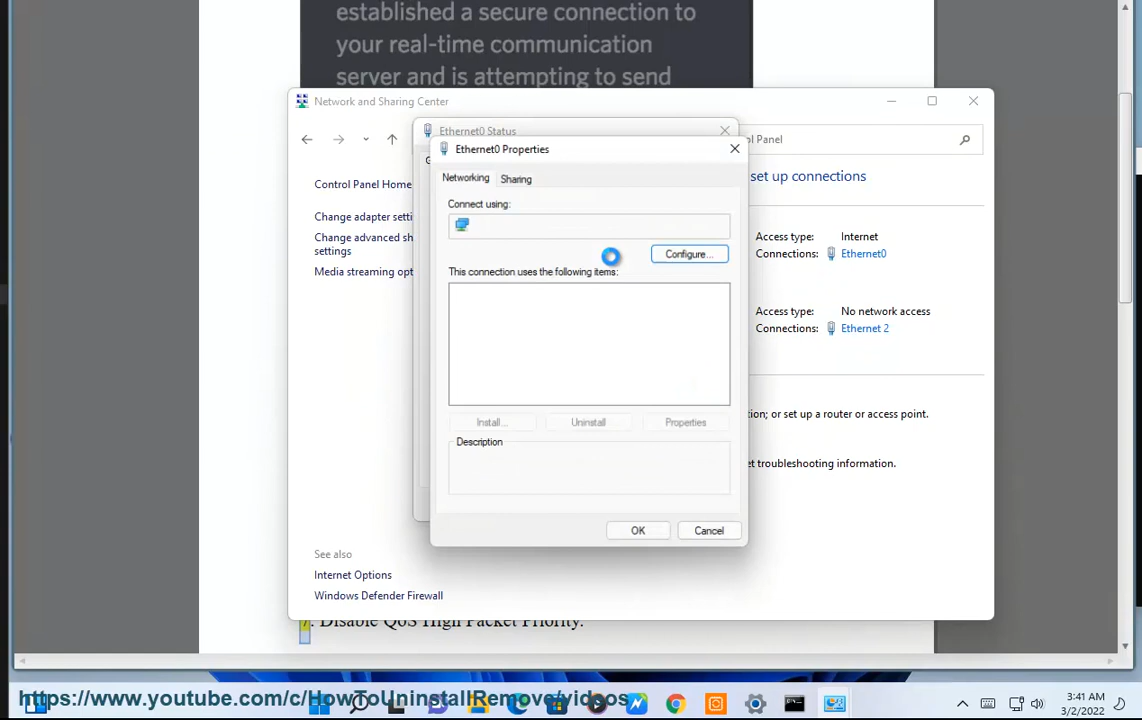 established a secure connection to
your real-time communication
server and is attempting to send
Network and Sharing Center
Ethernet0 Status
Ethernet0 Properties
Networking
Sharing
Connect using:
Configure...
This connection uses the following items:
Install...
Uninstall
Properties
Description
OK
Cancel
Control Panel Home
Change adapter setti
Change advanced sh
settings
Media streaming opt
See also
Internet Options
Windows Defender Firewall
ol Panel
set up connections
Access type: Internet
Connections: Ethernet0
Access type: No network access
Connections: Ethernet 2
tion; or set up a router or access point.
et troubleshooting information.
7. Disable QoS High Packet Priority.
https://www.youtube.com/c/HowToUninstallRemove/videos
3:41 AM
3/2/2022